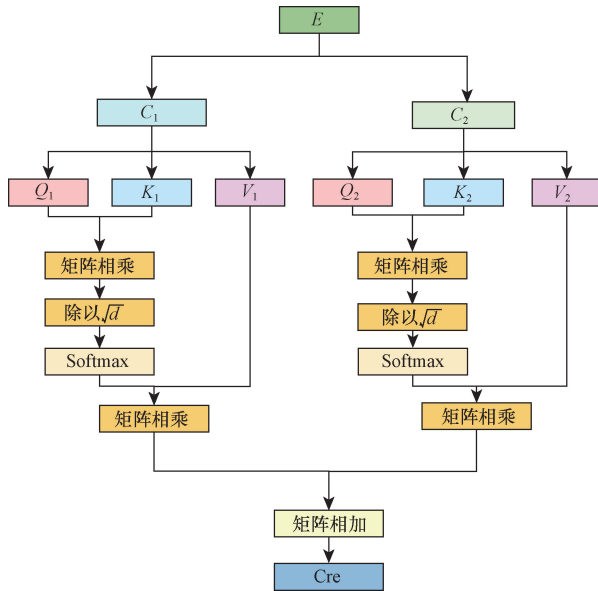 E
C₁
C₂
Q₁ K₁ V₁
Q₂ K₂ V₂
矩阵相乘
矩阵相乘
除以√d
除以√d
Softmax
Softmax
矩阵相乘
矩阵相乘
矩阵相加
Cre